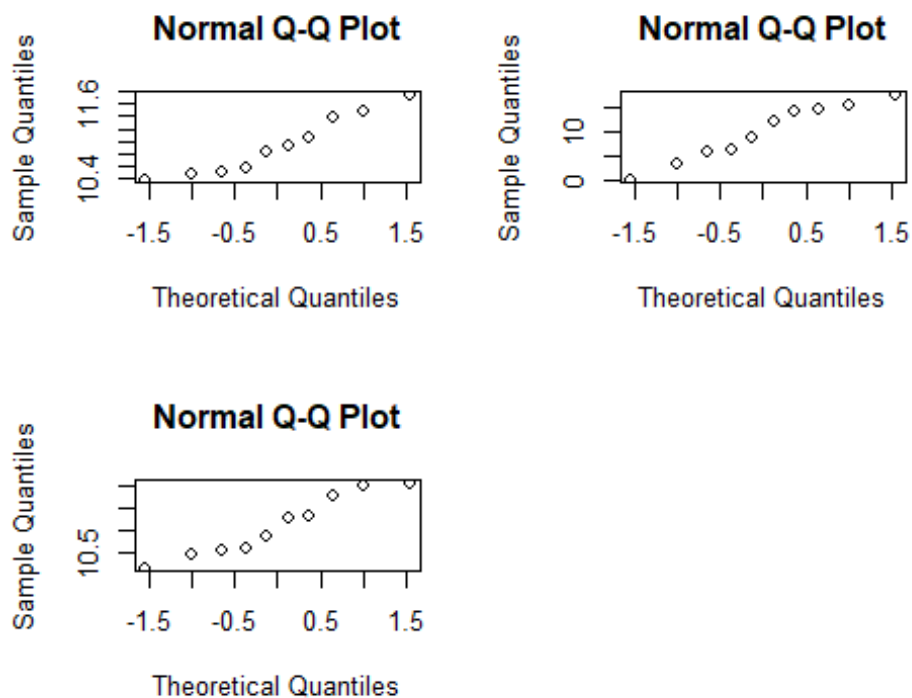 Normal Q-Q Plot
Sample Quantiles
11.6
10.4
-1.5 -0.5 0.5 1.5
Theoretical Quantiles
Normal Q-Q Plot
Sample Quantiles
10
0
-1.5 -0.5 0.5 1.5
Theoretical Quantiles
Normal Q-Q Plot
Sample Quantiles
10.5
-1.5 -0.5 0.5 1.5
Theoretical Quantiles